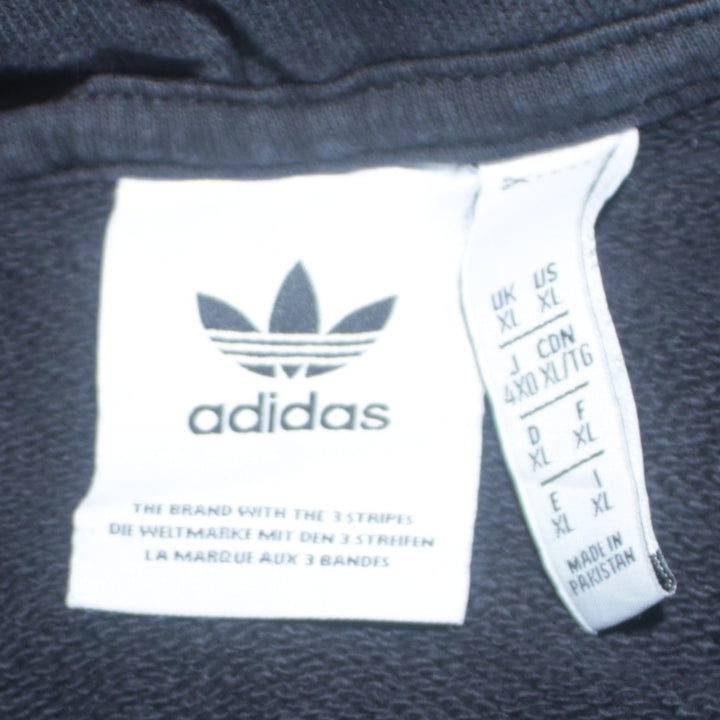 adidas
THE BRAND WITH THE 3 STRIPES
DIE WELTMARKE MIT DEN 3 STREIFEN
LA MARQUE AUX 3 BANDES
UK US
XL XL
J CDN
4XO XL/TG
D F
XL XL
E I
XL XL
MADE IN
PAKISTAN